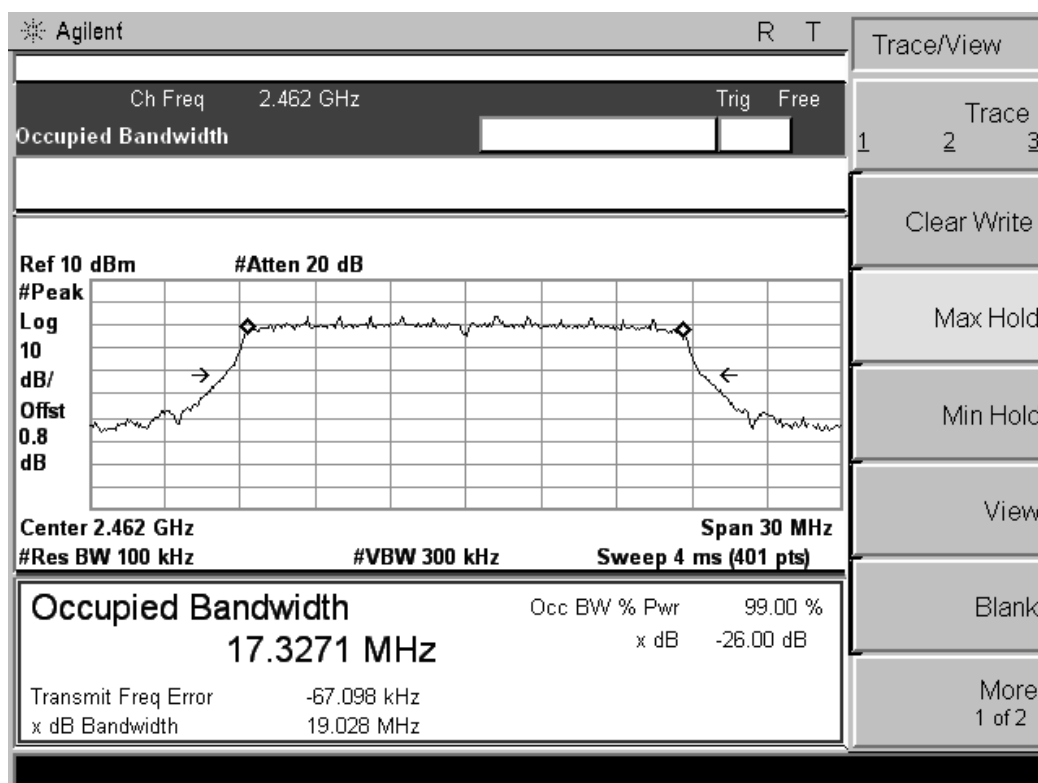 Agilent R T
Ch Freq 2.462 GHz Trig Free
Occupied Bandwidth
Ref 10 dBm #Atten 20 dB
#Peak
Log
10
dB/
Offst
0.8
dB
Center 2.462 GHz Span 30 MHz
#Res BW 100 kHz #VBW 300 kHz Sweep 4 ms (401 pts)
Occupied Bandwidth
17.3271 MHz
Occ BW % Pwr 99.00 %
x dB -26.00 dB
Transmit Freq Error -67.098 kHz
x dB Bandwidth 19.028 MHz
Trace/View
Trace
1 2 3
Clear Write
Max Hold
Min Hold
View
Blank
More
1 of 2